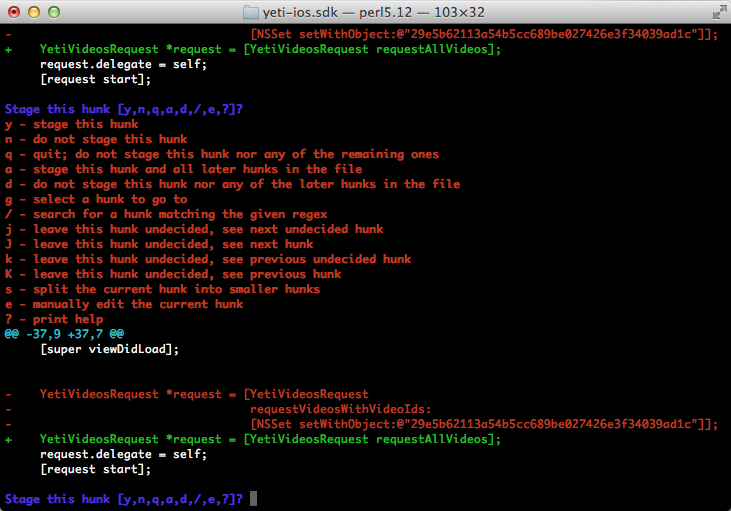 yeti-ios.sdk — perl5.12 — 103×32
-                                  [NSSet setWithObject:@"29e5b62113a54b5cc689be027426e3f34039ad1c"]];
+    YetiVideosRequest *request = [YetiVideosRequest requestAllVideos];
     request.delegate = self;
     [request start];
Stage this hunk [y,n,q,a,d,/,e,?]?
y - stage this hunk
n - do not stage this hunk
q - quit; do not stage this hunk nor any of the remaining ones
a - stage this hunk and all later hunks in the file
d - do not stage this hunk nor any of the later hunks in the file
g - select a hunk to go to
/ - search for a hunk matching the given regex
j - leave this hunk undecided, see next undecided hunk
J - leave this hunk undecided, see next hunk
k - leave this hunk undecided, see previous undecided hunk
K - leave this hunk undecided, see previous hunk
s - split the current hunk into smaller hunks
e - manually edit the current hunk
? - print help
@@ -37,9 +37,7 @@
     [super viewDidLoad];
-    YetiVideosRequest *request = [YetiVideosRequest
-                                  requestVideosWithVideoIds:
-                                  [NSSet setWithObject:@"29e5b62113a54b5cc689be027426e3f34039ad1c"]];
+    YetiVideosRequest *request = [YetiVideosRequest requestAllVideos];
     request.delegate = self;
     [request start];
Stage this hunk [y,n,q,a,d,/,e,?]?